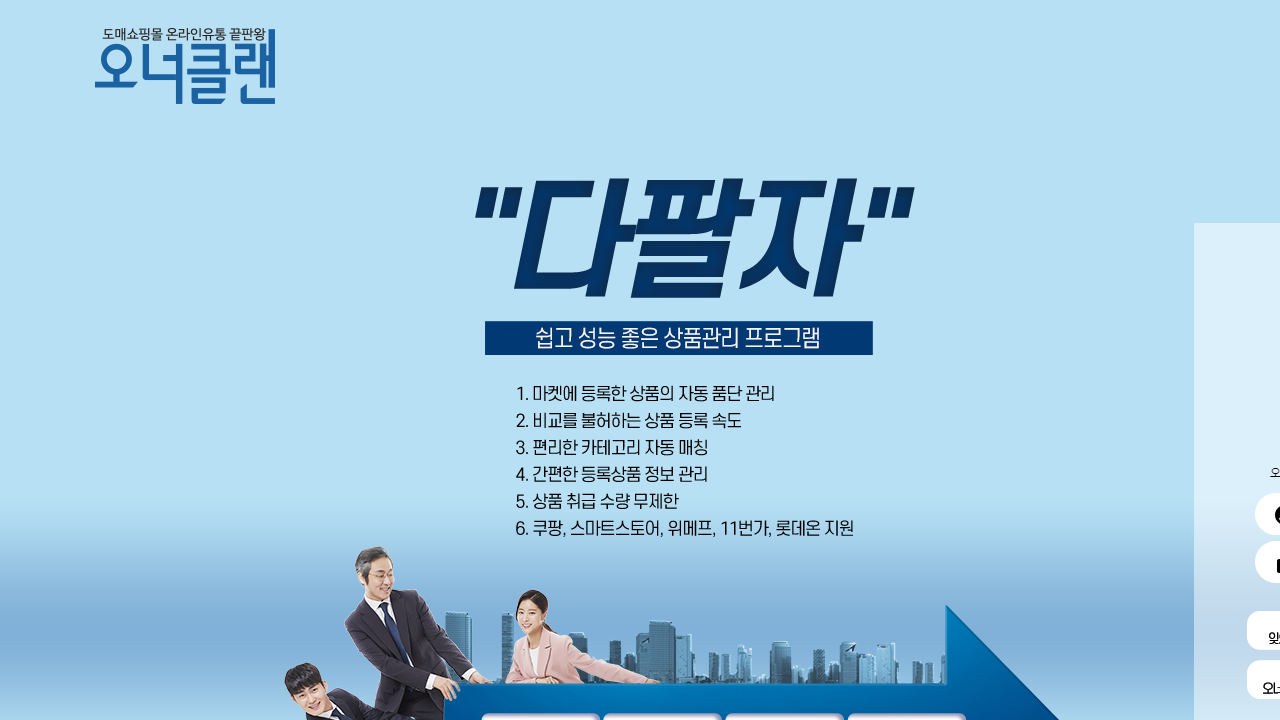 도매쇼핑몰 온라인유통 끝판왕
오너클랜
"다팔자"
쉽고 성능 좋은 상품관리 프로그램
1. 마켓에 등록한 상품의 자동 품단 관리
2. 비교를 불허하는 상품 등록 속도
3. 편리한 카테고리 자동 매칭
4. 간편한 등록상품 정보 관리
5. 상품 취급 수량 무제한
6. 쿠팡, 스마트스토어, 위메프, 11번가, 롯데온 지원